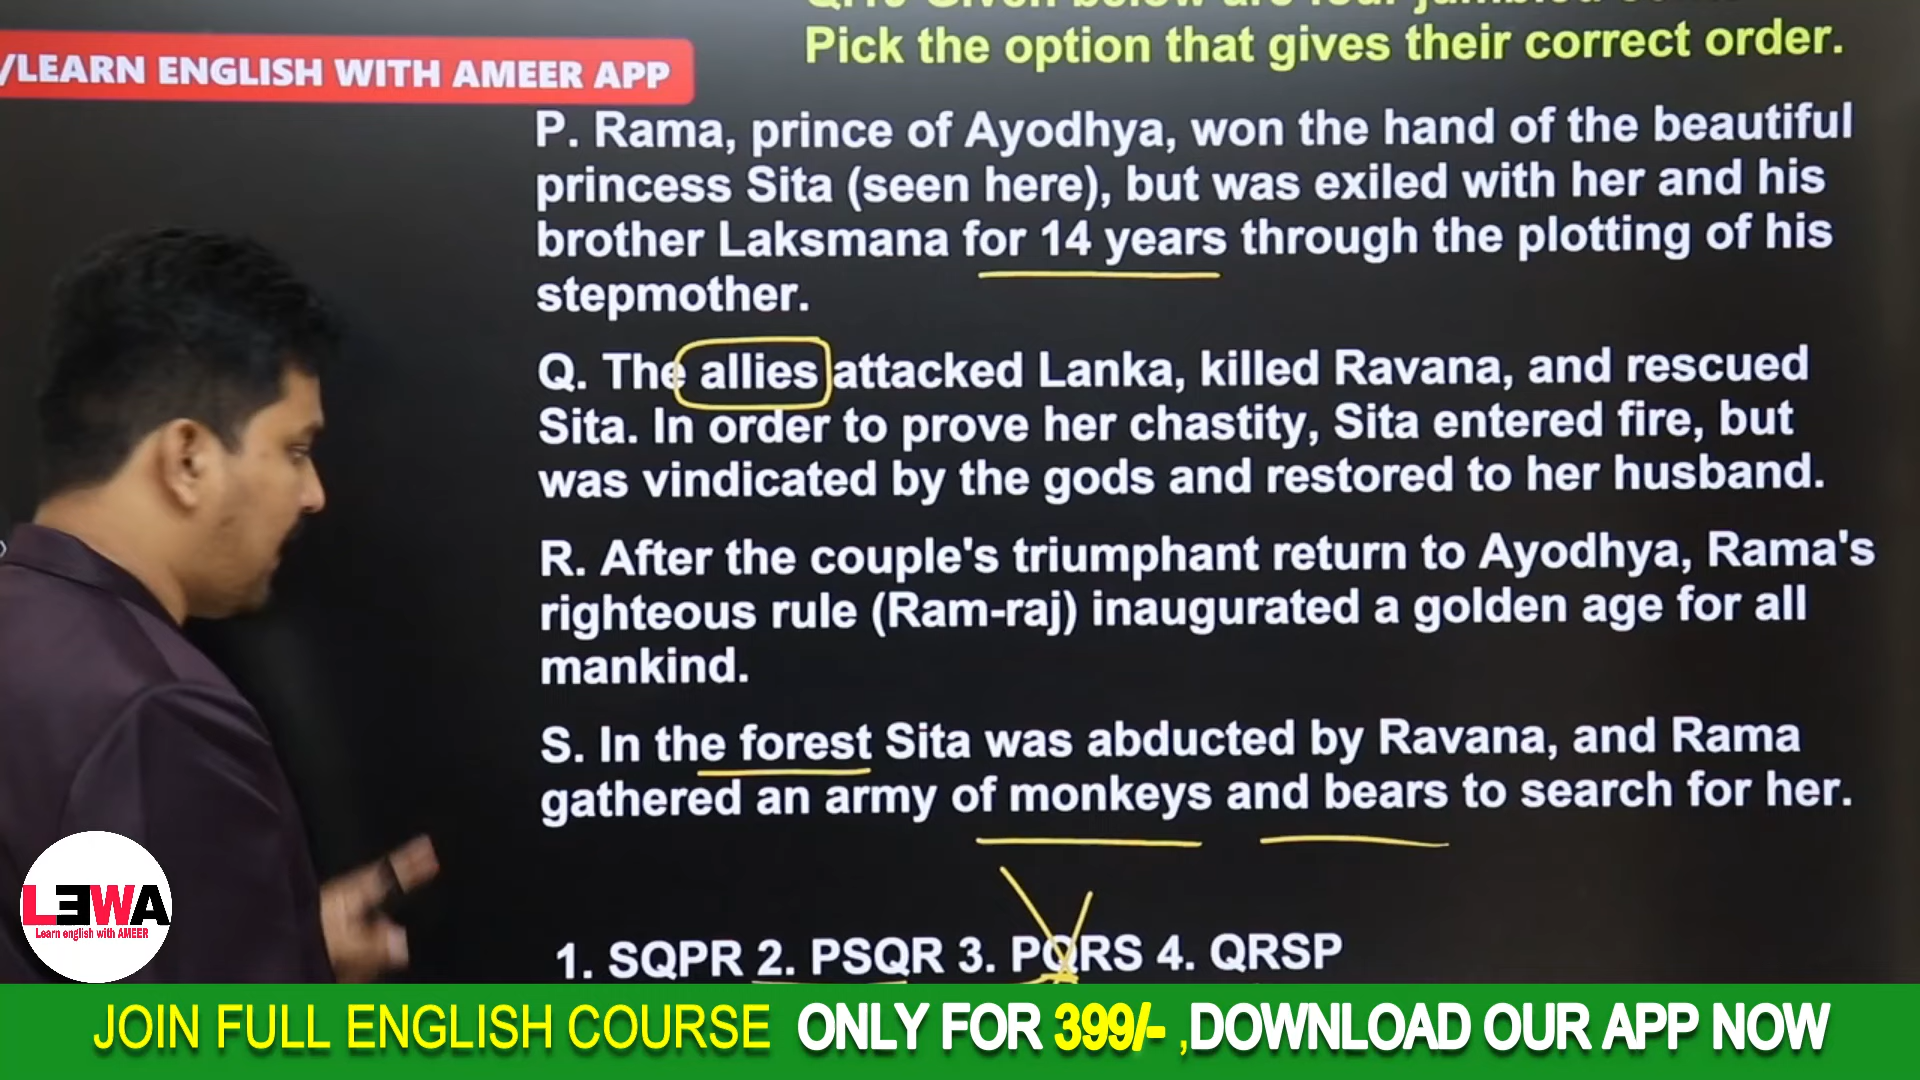 Q.19 Given below are four jumbled
Pick the option that gives their correct order.
/LEARN ENGLISH WITH AMEER APP
P. Rama, prince of Ayodhya, won the hand of the beautiful
princess Sita (seen here), but was exiled with her and his
brother Laksmana for 14 years through the plotting of his
stepmother.
Q. The allies attacked Lanka, killed Ravana, and rescued
Sita. In order to prove her chastity, Sita entered fire, but
was vindicated by the gods and restored to her husband.
R. After the couple's triumphant return to Ayodhya, Rama's
righteous rule (Ram-raj) inaugurated a golden age for all
mankind.
S. In the forest Sita was abducted by Ravana, and Rama
gathered an army of monkeys and bears to search for her.
1. SQPR 2. PSQR 3. PQRS 4. QRSP
LEWA
Learn english with AMEER
JOIN FULL ENGLISH COURSE ONLY FOR 399/- ,DOWNLOAD OUR APP NOW